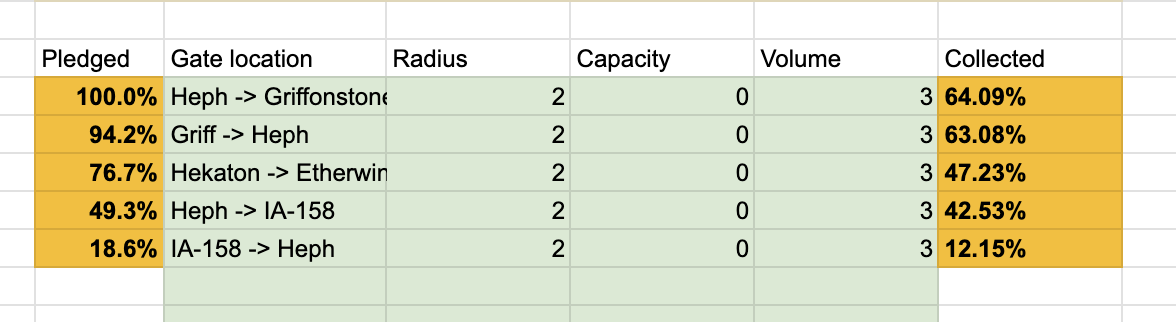 Pledged Gate location Radius Capacity Volume Collected
100.0% Heph -> Griffonstone 2 0 3 64.09%
94.2% Griff -> Heph 2 0 3 63.08%
76.7% Hekaton -> Etherwin 2 0 3 47.23%
49.3% Heph -> IA-158 2 0 3 42.53%
18.6% IA-158 -> Heph 2 0 3 12.15%